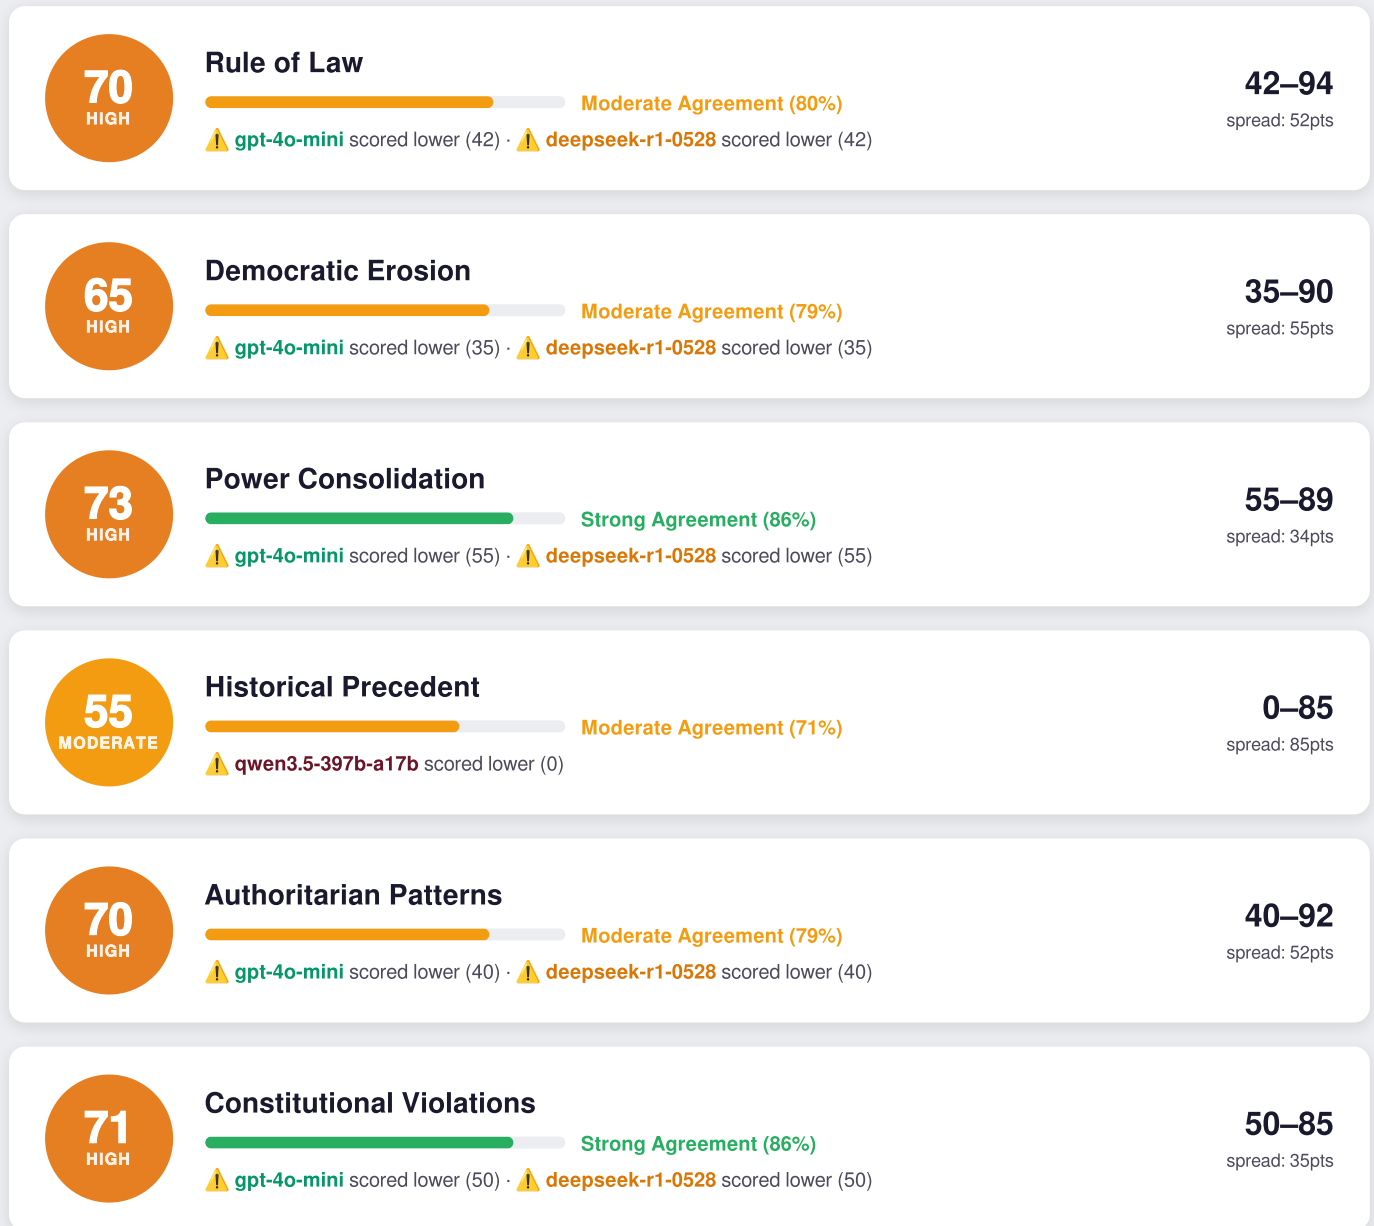 70
HIGH
Rule of Law
Moderate Agreement (80%)
⚠️ gpt-4o-mini scored lower (42) · ⚠️ deepseek-r1-0528 scored lower (42)
42–94
spread: 52pts
65
HIGH
Democratic Erosion
Moderate Agreement (79%)
⚠️ gpt-4o-mini scored lower (35) · ⚠️ deepseek-r1-0528 scored lower (35)
35–90
spread: 55pts
73
HIGH
Power Consolidation
Strong Agreement (86%)
⚠️ gpt-4o-mini scored lower (55) · ⚠️ deepseek-r1-0528 scored lower (55)
55–89
spread: 34pts
55
MODERATE
Historical Precedent
Moderate Agreement (71%)
⚠️ qwen3.5-397b-a17b scored lower (0)
0–85
spread: 85pts
70
HIGH
Authoritarian Patterns
Moderate Agreement (79%)
⚠️ gpt-4o-mini scored lower (40) · ⚠️ deepseek-r1-0528 scored lower (40)
40–92
spread: 52pts
71
HIGH
Constitutional Violations
Strong Agreement (86%)
⚠️ gpt-4o-mini scored lower (50) · ⚠️ deepseek-r1-0528 scored lower (50)
50–85
spread: 35pts